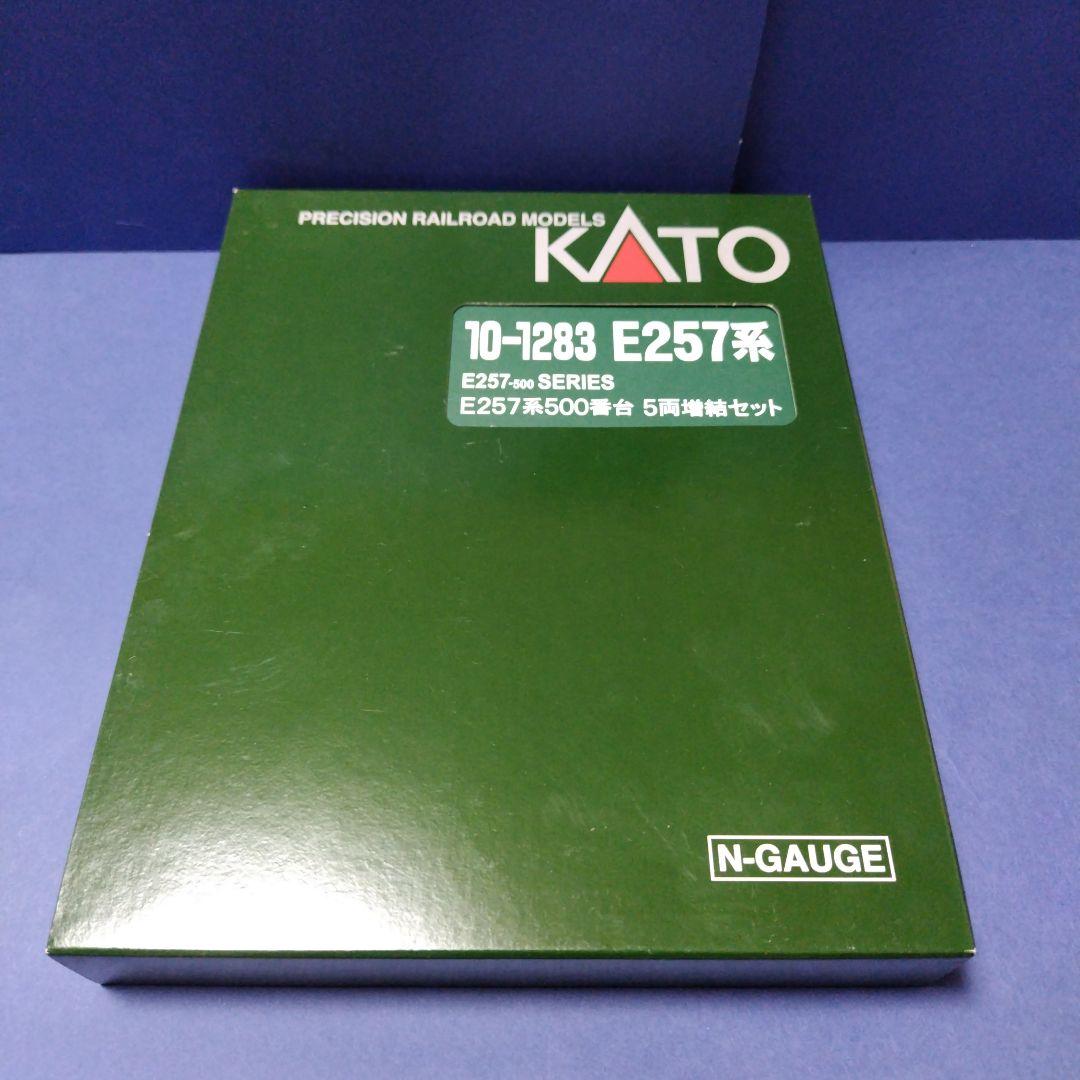 PRECISION RAILROAD MODELS
KATO
10-1283 E257系
E257-500 SERIES
E257系500番台 5両増結セット
N-GAUGE